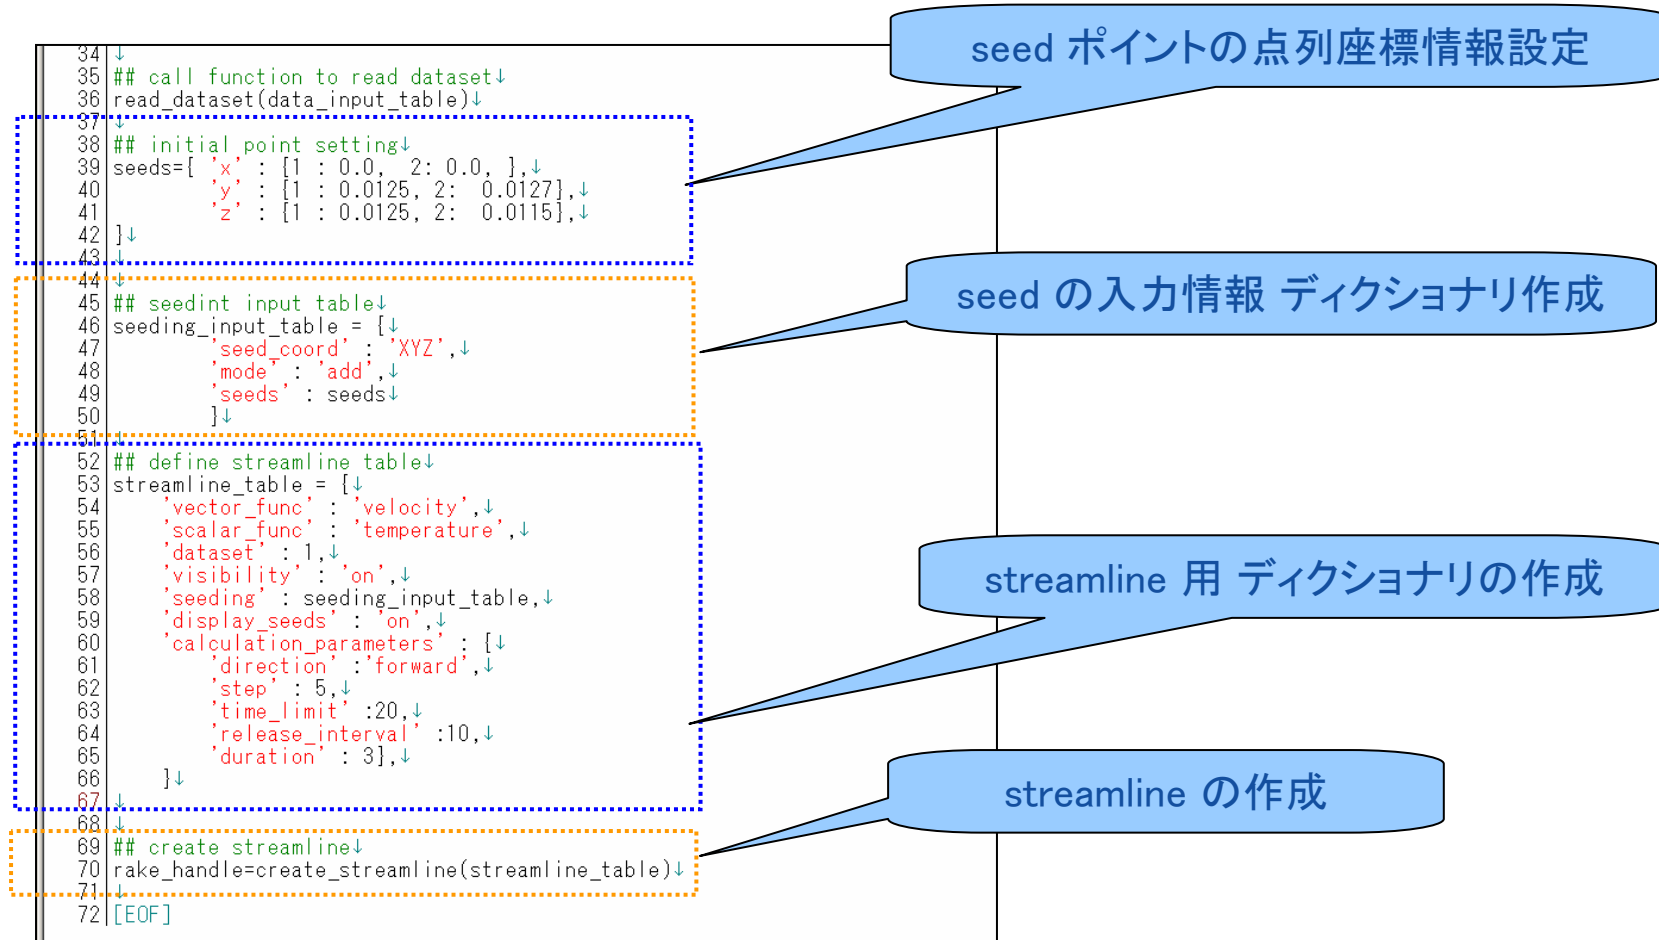 seed ポイントの点列座標情報設定
34 ↓
35 ## call function to read dataset↓
36 read_dataset(data_input_table)↓
37 ↓
38 ## initial point setting↓
39 seeds={ 'x' : {1 : 0.0, 2: 0.0, },↓
40 'y' : {1 : 0.0125, 2: 0.0127},↓
41 'z' : {1 : 0.0125, 2: 0.0115},↓
42 }↓
43 ↓
44 ↓
seed の入力情報 ディクショナリ作成
45 ## seedint input table↓
46 seeding_input_table = {↓
47 'seed_coord' : 'XYZ',↓
48 'mode' : 'add',↓
49 'seeds' : seeds↓
50 }↓
51 ↓
52 ## define streamline table↓
53 streamline_table = {↓
54 'vector_func' : 'velocity',↓
55 'scalar_func' : 'temperature',↓
56 'dataset' : 1,↓
57 'visibility' : 'on',↓
58 'seeding' : seeding_input_table,↓
streamline 用 ディクショナリの作成
59 'display_seeds' : 'on',↓
60 'calculation_parameters' : {↓
61 'direction' :'forward',↓
62 'step' : 5,↓
63 'time_limit' :20,↓
64 'release_interval' :10,↓
65 'duration' : 3},↓
66 }↓
67 ↓
streamline の作成
68 ↓
69 ## create streamline↓
70 rake_handle=create_streamline(streamline_table)↓
71 ↓
72 [EOF]